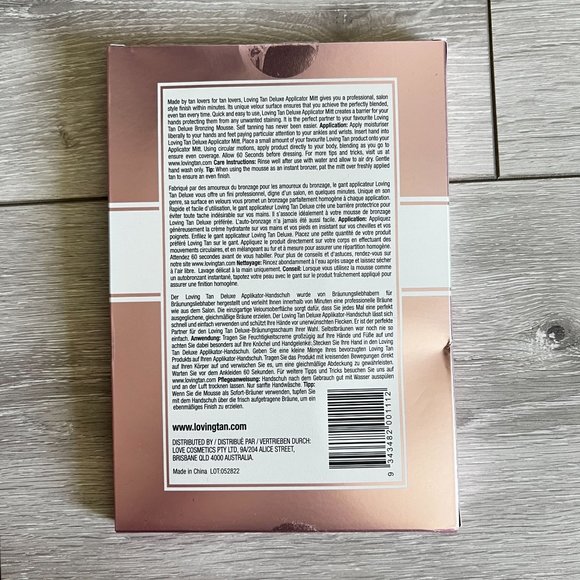 Made by tan lovers for tan lovers, Loving Tan Deluxe Applicator Mitt gives you a professional, salon
style finish within minutes. Its unique velour surface ensures that you achieve the perfectly blended,
even tan every time. Quick and easy to use, Loving Tan Deluxe Applicator Mitt creates a barrier for your
hands protecting them from any unwanted staining. It is the perfect partner to your favourite Loving
Tan Deluxe Bronzing Mousse. Self tanning has never been easier. Application: Apply moisturiser
liberally to your hands and feet paying particular attention to your ankles and wrists. Insert hand into
Loving Tan Deluxe Applicator Mitt. Place a small amount of your favourite Loving Tan product onto your
Applicator Mitt. Using circular motions, apply product directly to your body, blending as you go to
ensure even coverage. Allow 60 Seconds before dressing. For more tips and tricks, visit us at
www.lovingtan.com Care Instructions: Rinse well after use with water and allow to air dry. Gentle
hand wash only. Tip: When using the mousse as an instant bronzer, pat the mitt over freshly applied
tan to ensure an even finish.
Fabriqué par des amoureux du bronzage pour les amoureux du bronzage, le gant applicateur Loving
Tan Deluxe vous offre un fini professionnel, digne d'un salon, en quelques minutes. Unique en son
genre, sa surface en velours vous promet un bronzage parfaitement homogène à chaque application.
Rapide et facile d'utilisation, le gant applicateur Loving Tan Deluxe crée une barrière protectrice pour
éviter toute tache indésirable sur vos mains. Il s'associe idéalement à votre mousse de bronzage
Loving Tan Deluxe préférée. L'auto-bronzage n'a jamais été aussi facile. Application: Appliquez
généreusement la crème hydratante sur vos mains et vos pieds en insistant sur vos chevilles et vos
poignets. Enfilez le gant applicateur Loving Tan Deluxe. Placez une petite quantité de votre produit
préféré Loving Tan sur le gant. Appliquez le produit directement sur votre corps en effectuant des
mouvements circulaires, et en mélangeant au fur et à mesure pour assurer une répartition homogène.
Attendez 60 secondes avant de vous habiller. Pour plus de conseils et d'astuces, rendez-vous sur
notre site www.lovingtan.com Nettoyage: Rincez abondamment à l'eau après usage et laissez sécher
à l'air libre. Lavage délicat à la main uniquement. Conseil: Lorsque vous utilisez la mousse comme
un autobronzant instantané, tapotez votre peau avec le gant sur le produit fraîchement appliqué pour
assurer une répartition homogène.
Der Loving Tan Deluxe Applikator-Handschuh wurde von Bräunungsliebhabern für
Bräunungsliebhaber hergestellt und verleiht Ihnen innerhalb von Minuten eine professionelle Bräune
wie aus dem Salon. Die einzigartige Veloursoberfläche sorgt dafür, dass Sie jedes Mal eine perfekt
ausgeglichene, gleichmäßige Bräune erzielen. Der Loving Tan Deluxe Applikator-Handschuh lässt sich
schnell und einfach verwenden und schützt Ihre Hände vor unerwünschten Flecken. Er ist der perfekte
Partner für den Loving Tan Deluxe-Bräunungsschaum Ihrer Wahl. Selbstbräunen war noch nie so
einfach. Anwendung: Tragen Sie Feuchtigkeitscreme großzügig auf Ihre Hände und Füße auf und
achten Sie dabei besonders auf Ihre Knöchel und Handgelenke. Stecken Sie Ihre Hand in den Loving
Tan Deluxe Applikator-Handschuh. Geben Sie eine kleine Menge Ihres bevorzugten Loving Tan
Produkts auf Ihren Applikator-Handschuh. Tragen Sie das Produkt mit kreisenden Bewegungen direkt
auf Ihren Körper auf und verwischen Sie es, um eine gleichmäßige Abdeckung zu gewährleisten.
Warten Sie vor dem Ankleiden 60 Sekunden. Für weitere Tipps und Tricks besuchen Sie uns auf
www.lovingtan.com Pflegeanweisung: Handschuh nach dem Gebrauch gut mit Wasser ausspülen
und an der Luft trocknen lassen. Nur sanfte Handwäsche. Tipp:
Wenn Sie die Mousse als Sofort-Bräuner verwenden, tupfen Sie
mit dem Handschuh über die frisch aufgetragene Bräune, um ein
ebenmäßiges Finish zu erzielen.
www.lovingtan.com
DISTRIBUTED BY / DISTRIBUÉ PAR / VERTRIEBEN DURCH:
LOVE COSMETICS PTY LTD, 9A/204 ALICE STREET,
BRISBANE QLD 4000 AUSTRALIA.
Made in China LOT:052822
9 343482 001112